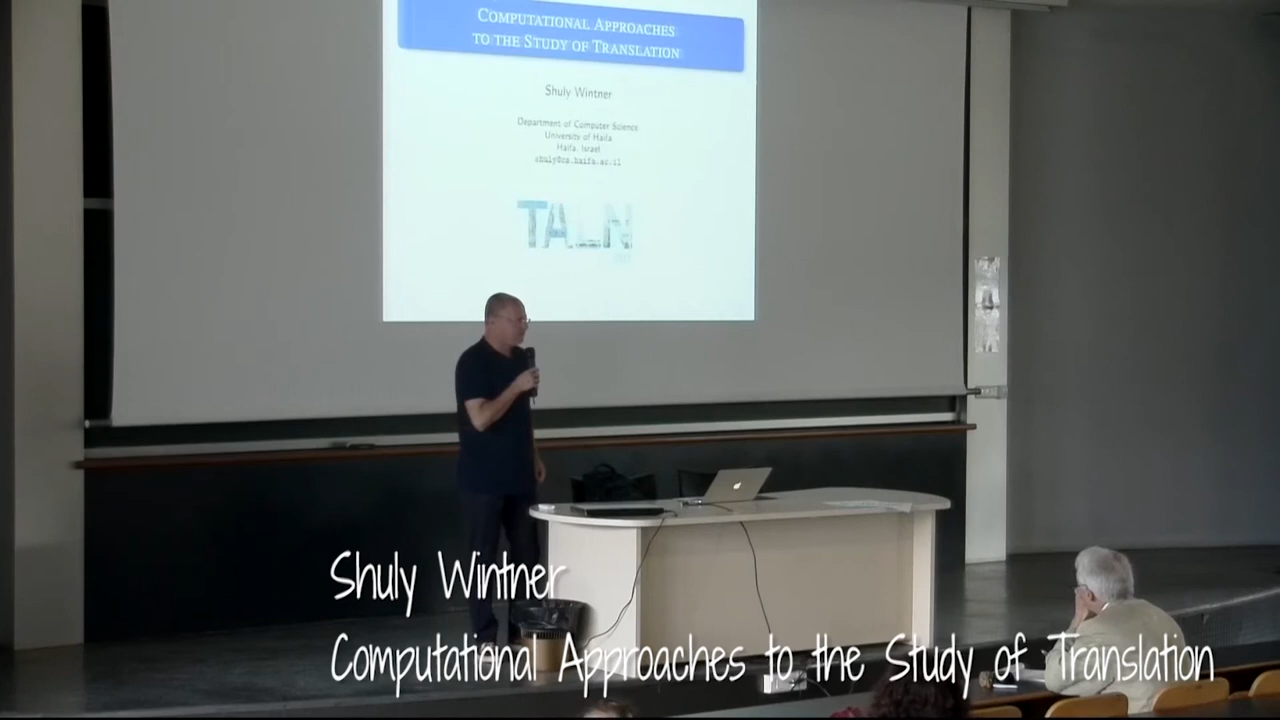 COMPUTATIONAL APPROACHES
TO THE STUDY OF TRANSLATION
Shuly Wintner
Department of Computer Science
University of Haifa
Haifa, Israel
shuly@cs.haifa.ac.il
TALN
Shuly Wintner
Computational Approaches to the Study of Translation